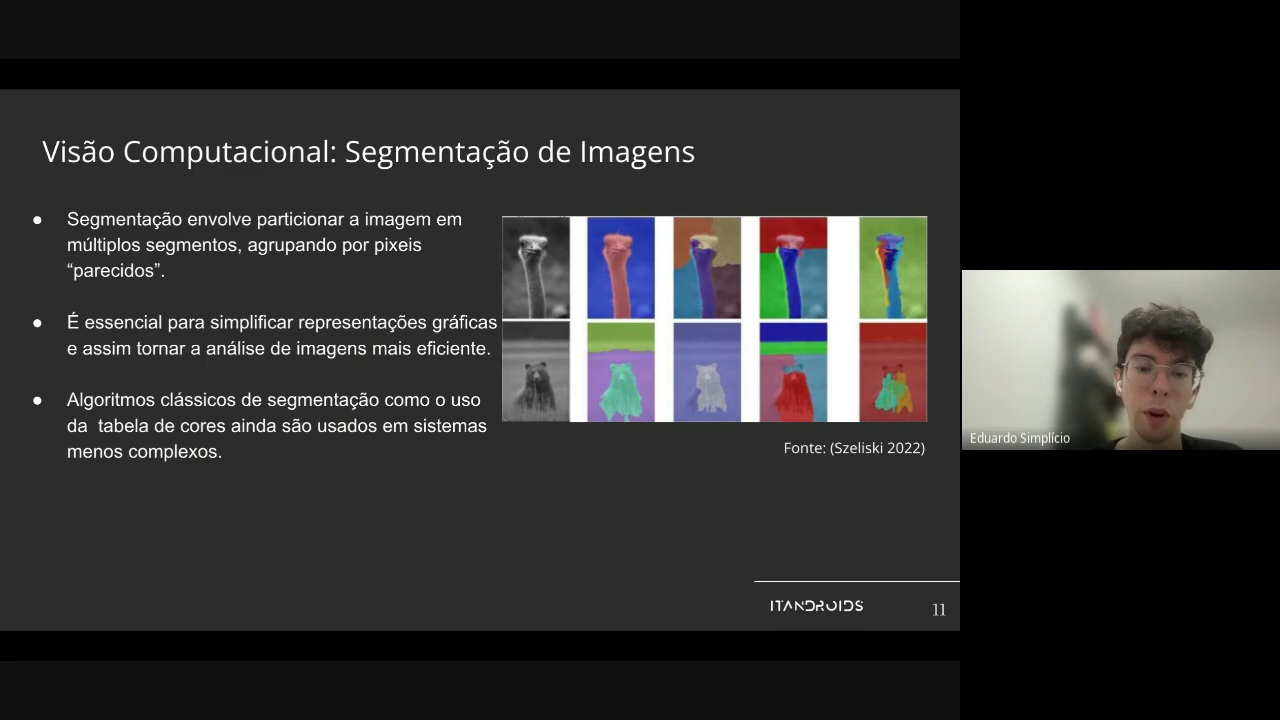 Visão Computacional: Segmentação de Imagens
● Segmentação envolve particionar a imagem em
múltiplos segmentos, agrupando por pixeis
“parecidos”.
● É essencial para simplificar representações gráficas
e assim tornar a análise de imagens mais eficiente.
● Algoritmos clássicos de segmentação como o uso
da  tabela de cores ainda são usados em sistemas
menos complexos.
Fonte: (Szeliski 2022)
ITANDROIDS
11
Eduardo Simplício